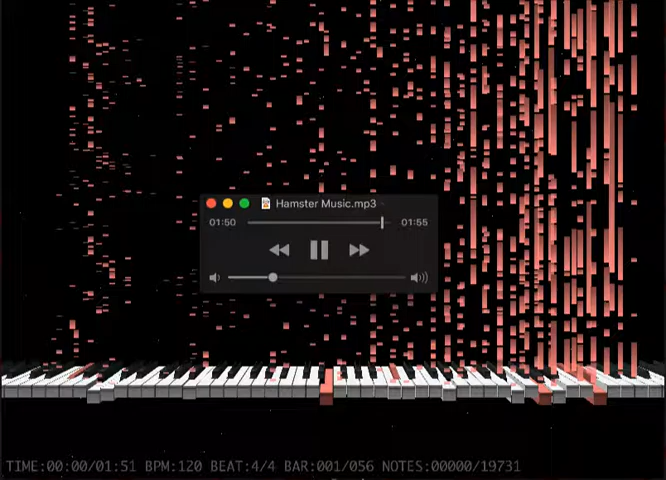 Hamster Music.mp3
01:50 01:55
TIME:00:00/01:51 BPM:120 BEAT:4/4 BAR:001/056 NOTES:00000/19731